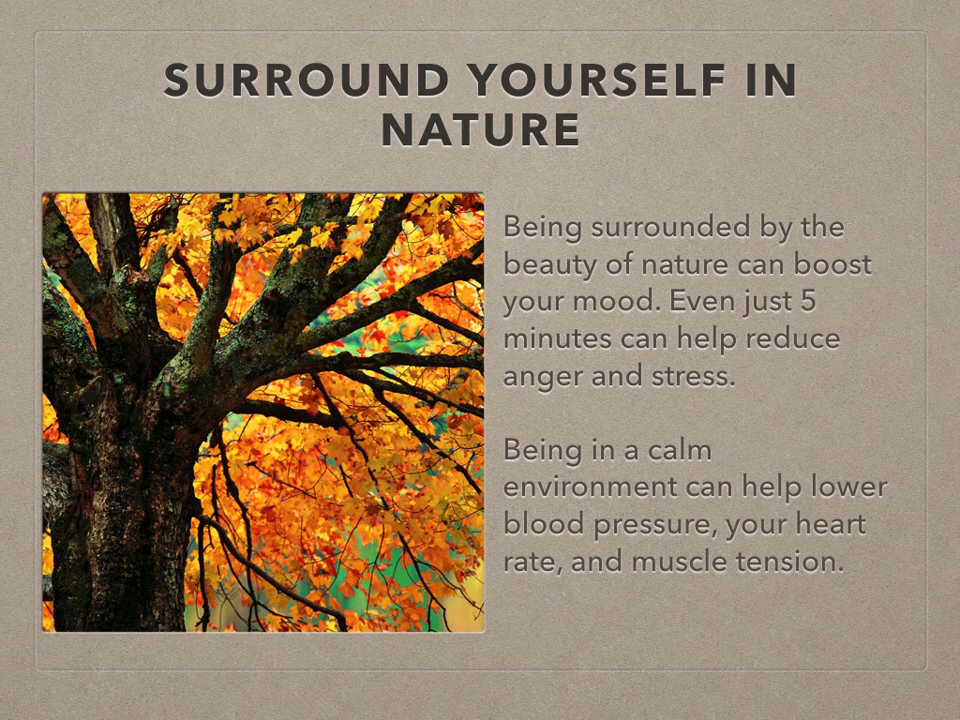 SURROUND YOURSELF IN
NATURE
Being surrounded by the
beauty of nature can boost
your mood. Even just 5
minutes can help reduce
anger and stress.
Being in a calm
environment can help lower
blood pressure, your heart
rate, and muscle tension.